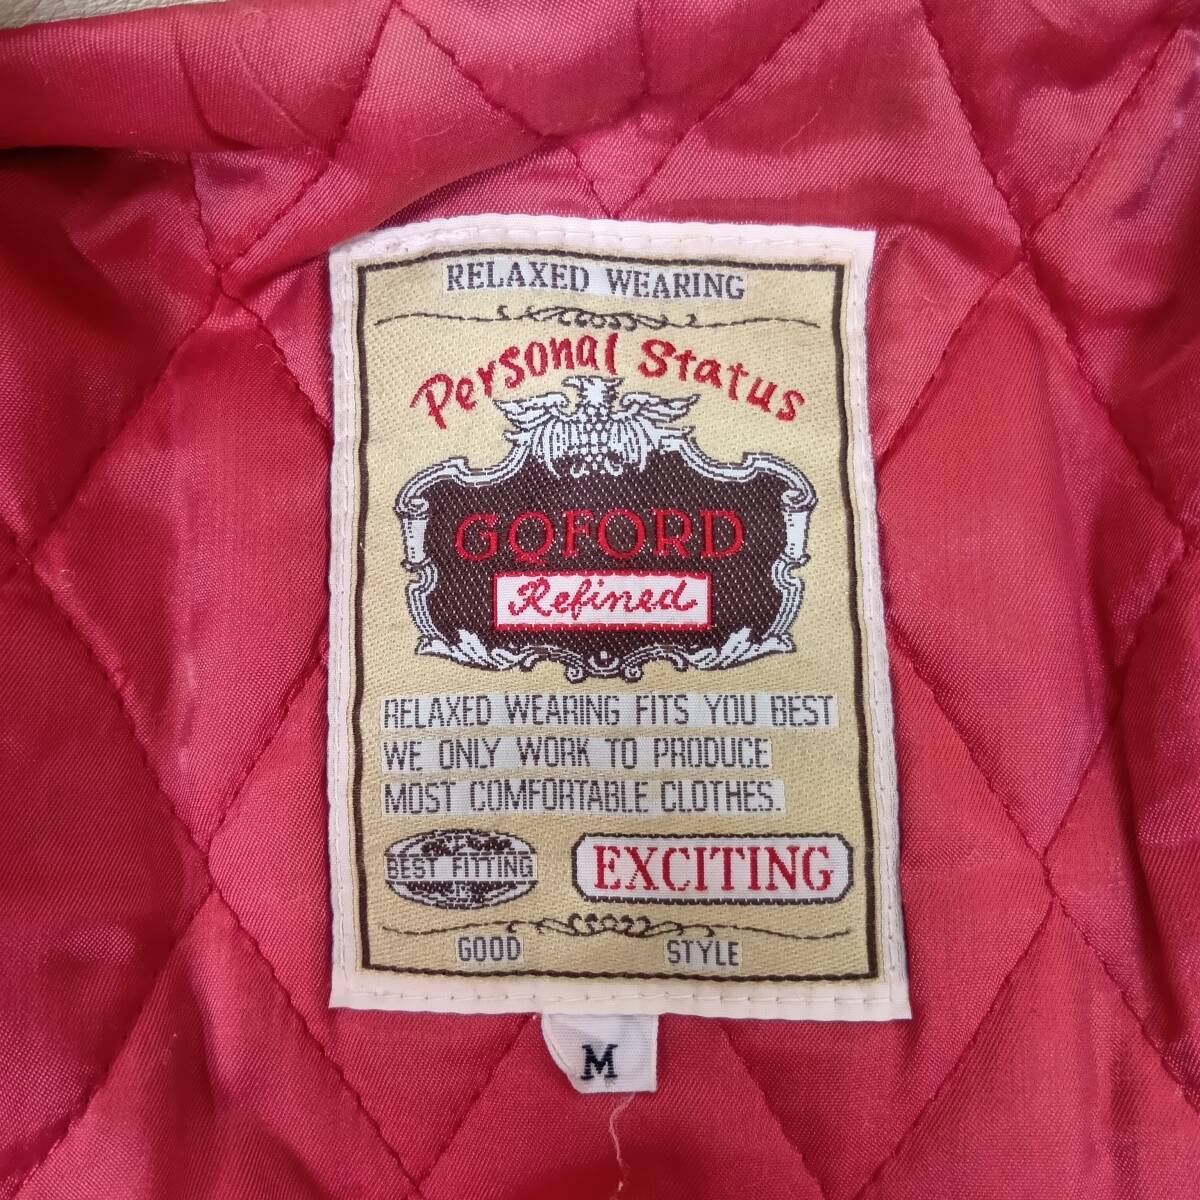 RELAXED WEARING
Personal Status
GOFORD
Refined
RELAXED WEARING FITS YOU BEST
WE ONLY WORK TO PRODUCE
MOST COMFORTABLE CLOTHES.
BEST FITTING
EXCITING
GOOD STYLE
M